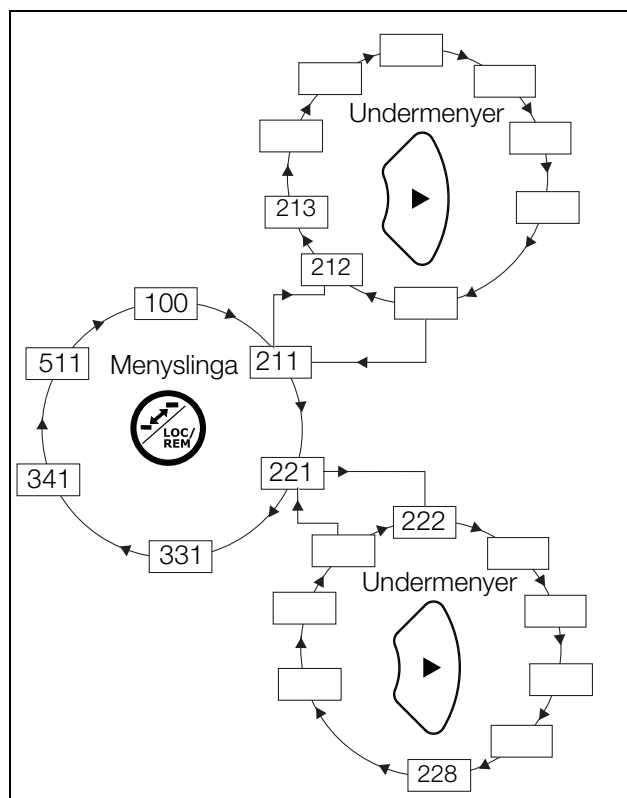 Undermenyer
213
212
100
511
Menyslinga
211
LOC/
REM
341
221
331
222
Undermenyer
228